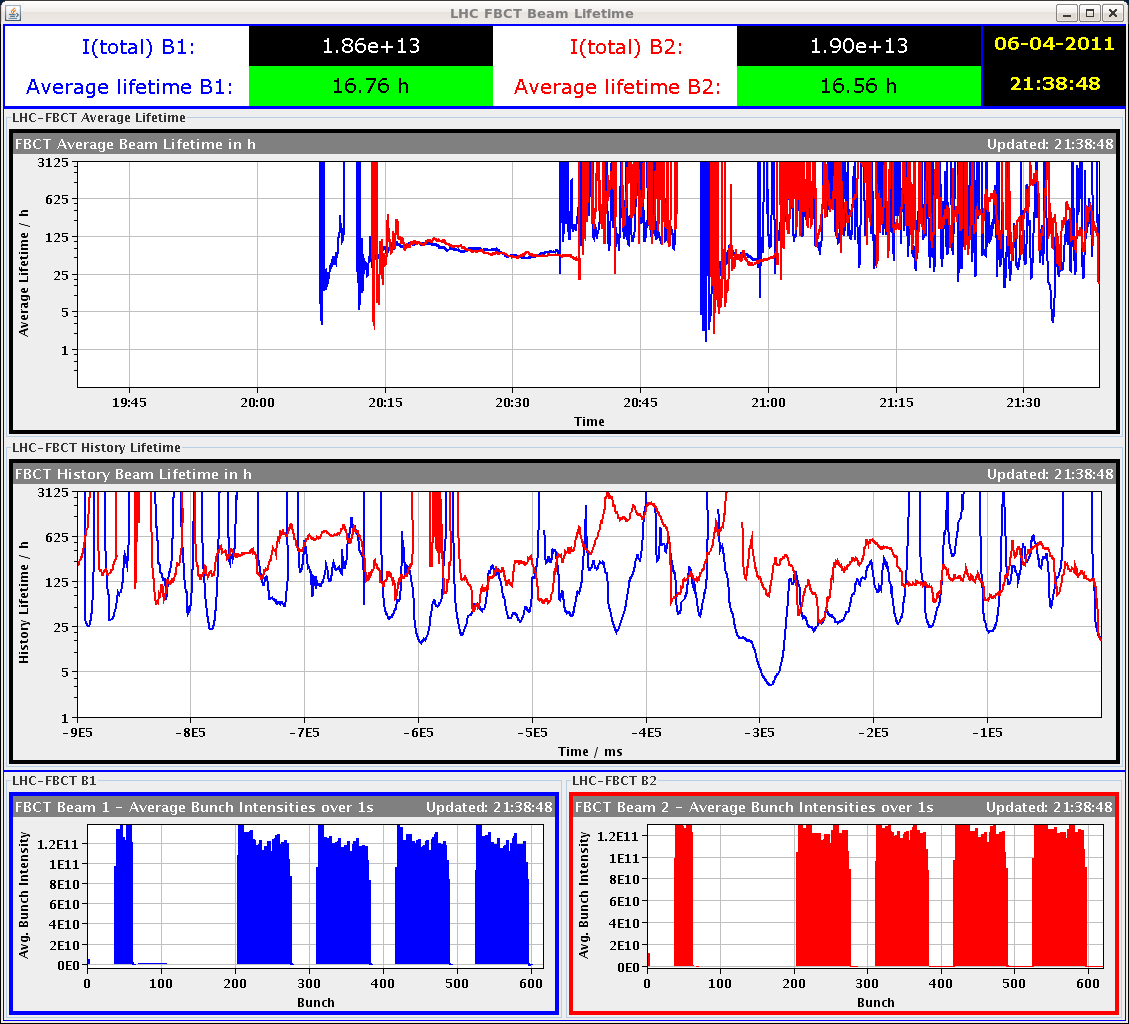 LHC FBCT Beam Lifetime
I(total) B1: 1.86e+13 I(total) B2: 1.90e+13 06-04-2011
Average lifetime B1: 16.76 h Average lifetime B2: 16.56 h 21:38:48
LHC-FBCT Average Lifetime
FBCT Average Beam Lifetime in h Updated: 21:38:48
3125
625
125
25
5
1
Average Lifetime / h
19:45 20:00 20:15 20:30 20:45 21:00 21:15 21:30
Time
LHC-FBCT History Lifetime
FBCT History Beam Lifetime in h Updated: 21:38:48
3125
625
125
25
5
1
History Lifetime / h
-9E5 -8E5 -7E5 -6E5 -5E5 -4E5 -3E5 -2E5 -1E5
Time / ms
LHC-FBCT B1
FBCT Beam 1 - Average Bunch Intensities over 1s Updated: 21:38:48
1.2E11
1E11
8E10
6E10
4E10
2E10
0E0
Avg. Bunch Intensity
0 100 200 300 400 500 600
Bunch
LHC-FBCT B2
FBCT Beam 2 - Average Bunch Intensities over 1s Updated: 21:38:48
1.2E11
1E11
8E10
6E10
4E10
2E10
0E0
Avg. Bunch Intensity
0 100 200 300 400 500 600
Bunch